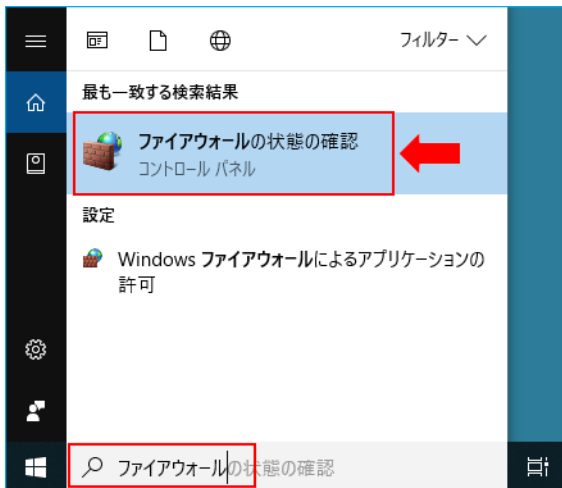 フィルター
最も一致する検索結果
ファイアウォールの状態の確認
コントロール パネル
設定
Windows ファイアウォールによるアプリケーションの
許可
ファイアウォールの状態の確認